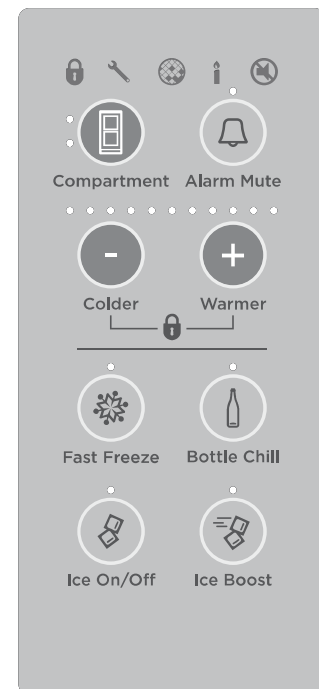 Compartment Alarm Mute
- +
Colder Warmer
Fast Freeze Bottle Chill
Ice On/Off Ice Boost